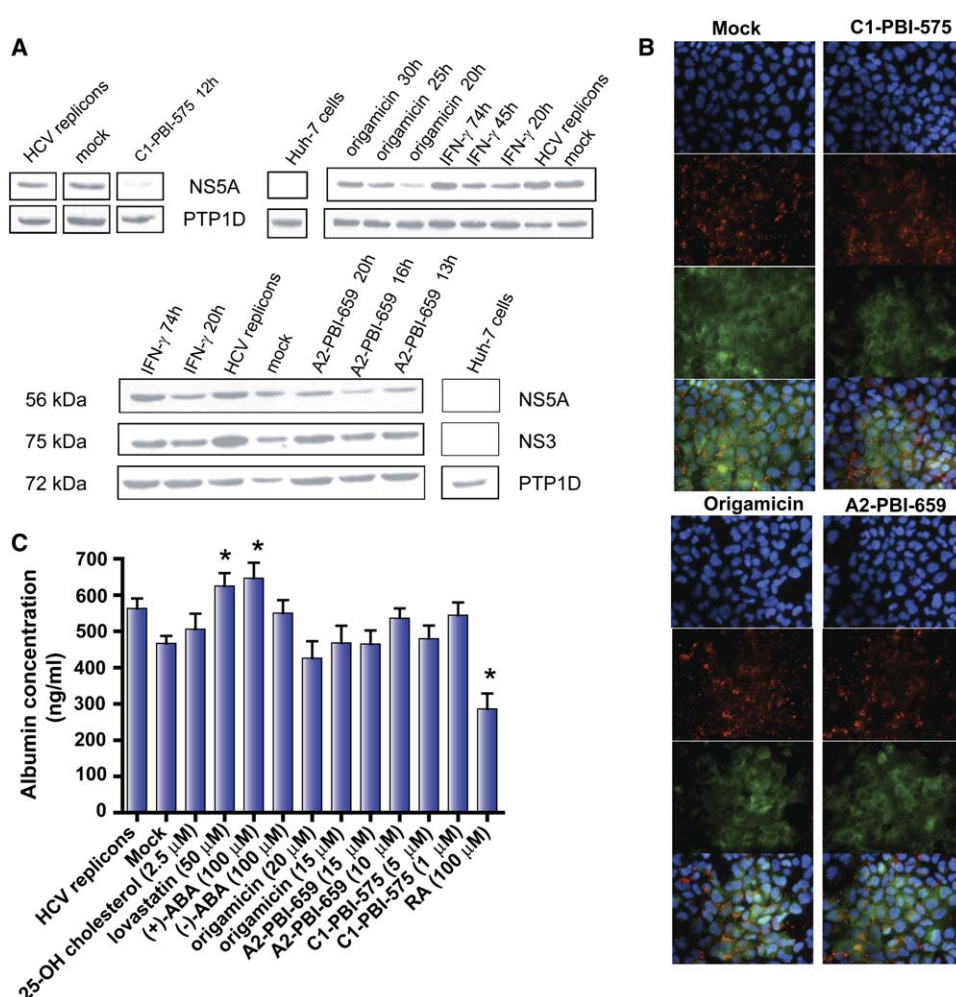 A
HCV replicons
mock
C1-PBI-575 12h
NS5A
PTP1D
Huh-7 cells
origamicin 30h
origamicin 25h
origamicin 20h
IFN-γ 74h
IFN-γ 45h
IFN-γ 20h
HCV replicons
mock
IFN-γ 74h
IFN-γ 20h
HCV replicons
mock
A2-PBI-659 20h
A2-PBI-659 16h
A2-PBI-659 13h
Huh-7 cells
56 kDa
NS5A
75 kDa
NS3
72 kDa
PTP1D
B
Mock
C1-PBI-575
Origamicin
A2-PBI-659
C
Albumin concentration
(ng/ml)
700
600
500
400
300
200
100
0
*
*
*
HCV replicons
Mock
25-OH cholesterol (2.5 μM)
lovastatin (50 μM)
(+)-ABA (100 μM)
(-)-ABA (100 μM)
origamicin (20 μM)
origamicin (15 μM)
A2-PBI-659 (15 μM)
A2-PBI-659 (10 μM)
C1-PBI-575 (5 μM)
C1-PBI-575 (1 μM)
RA (100 μM)